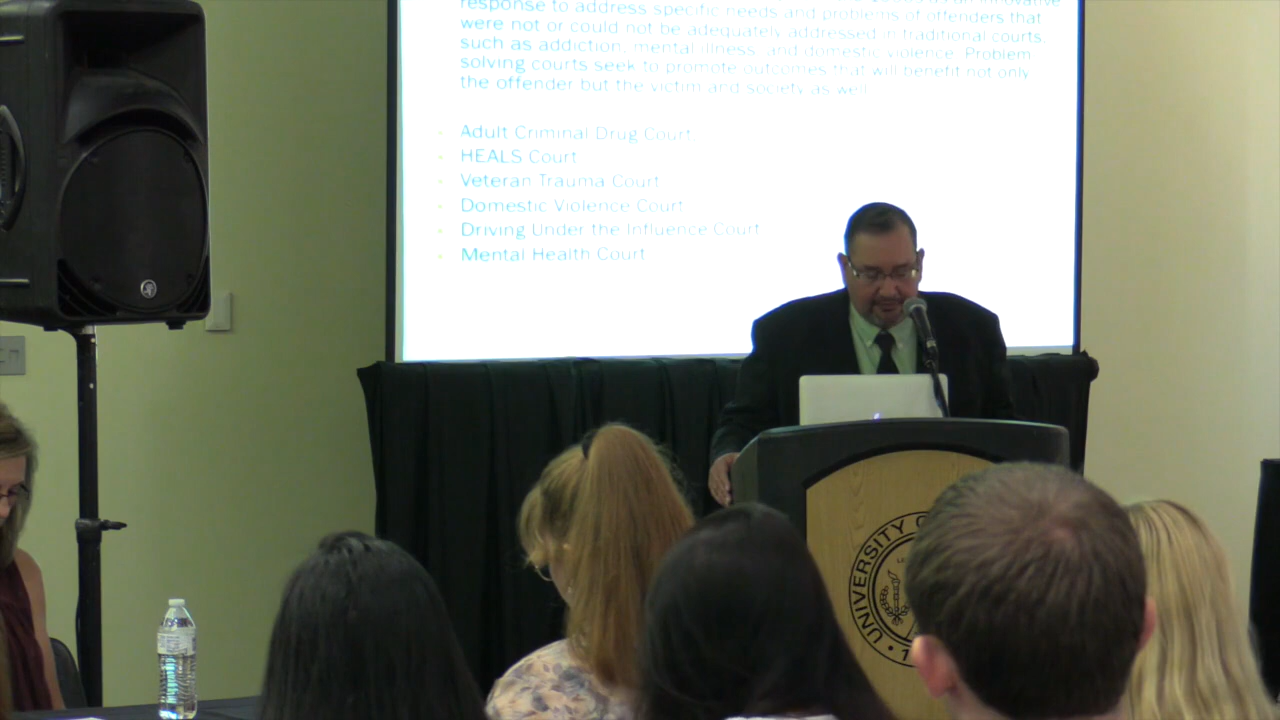 response to address specific needs and problems of offenders that
were not or could not be adequately addressed in traditional courts,
such as addiction, mental illness, and domestic violence. Problem
solving courts seek to promote outcomes that will benefit not only
the offender but the victim and society as well.
- Adult Criminal Drug Court
- HEALS Court
- Veteran Trauma Court
- Domestic Violence Court
- Driving Under the Influence Court
- Mental Health Court
UNIVERSITY